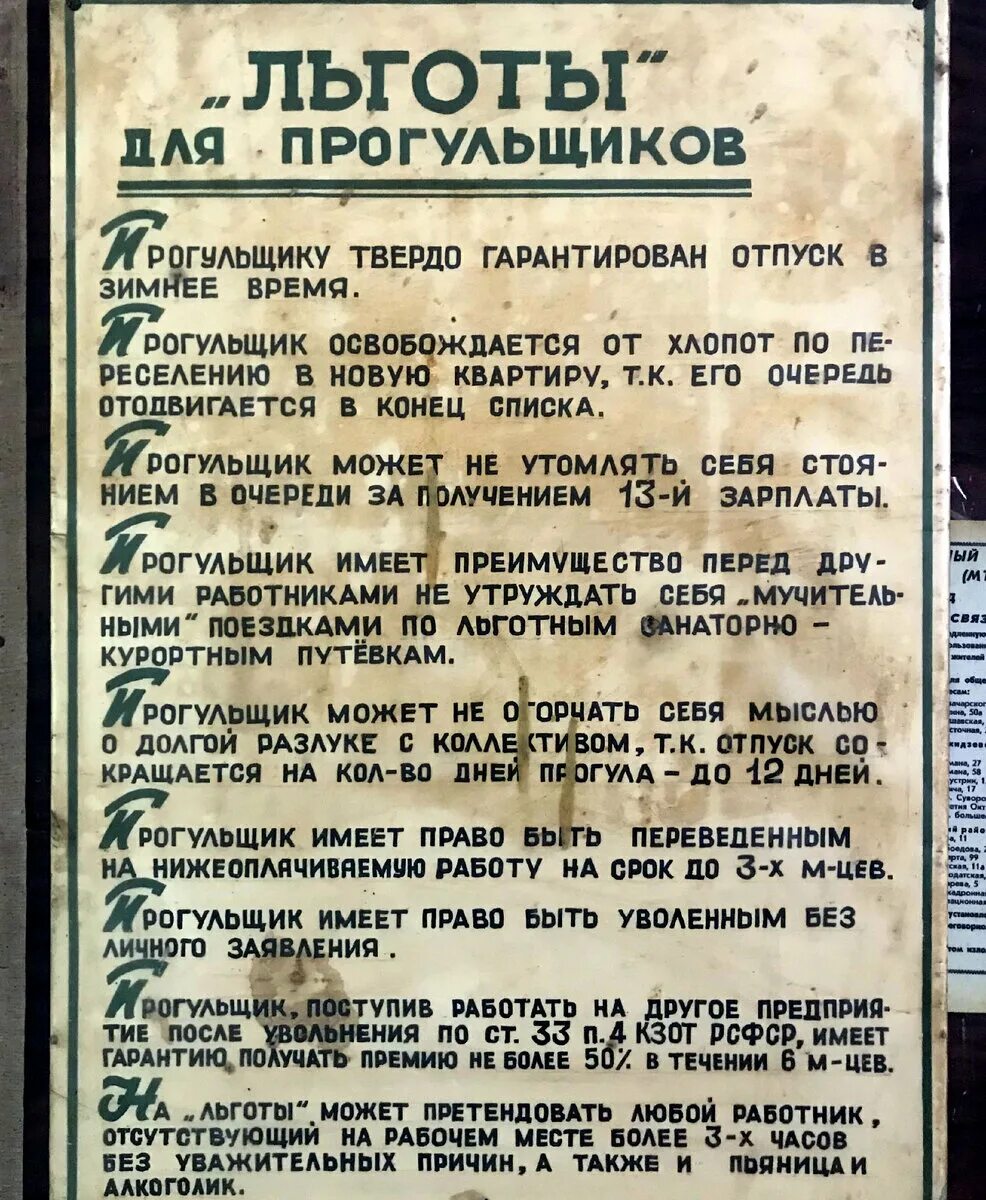 „ЛЬГОТЫ“
ДЛЯ ПРОГУЛЬЩИКОВ
ПРОГУЛЬЩИКУ ТВЕРДО ГАРАНТИРОВАН ОТПУСК В
ЗИМНЕЕ ВРЕМЯ.
ПРОГУЛЬЩИК ОСВОБОЖДАЕТСЯ ОТ ХЛОПОТ ПО ПЕ-
РЕСЕЛЕНИЮ В НОВУЮ КВАРТИРУ, Т.К. ЕГО ОЧЕРЕДЬ
ОТОДВИГАЕТСЯ В КОНЕЦ СПИСКА.
ПРОГУЛЬЩИК МОЖЕТ НЕ УТОМЛЯТЬ СЕБЯ СТОЯ-
НИЕМ В ОЧЕРЕДИ ЗА ПОЛУЧЕНИЕМ 13-Й ЗАРПЛАТЫ.
ПРОГУЛЬЩИК ИМЕЕТ ПРЕИМУЩЕСТВО ПЕРЕД ДРУ-
ГИМИ РАБОТНИКАМИ НЕ УТРУЖДАТЬ СЕБЯ „МУЧИТЕЛЬ-
НЫМИ“ ПОЕЗДКАМИ ПО ЛЬГОТНЫМ САНАТОРНО -
КУРОРТНЫМ ПУТЁВКАМ.
ПРОГУЛЬЩИК МОЖЕТ НЕ ОГОРЧАТЬ СЕБЯ МЫСЛЬЮ
О ДОЛГОЙ РАЗЛУКЕ С КОЛЛЕКТИВОМ, Т.К. ОТПУСК СО-
КРАЩАЕТСЯ НА КОЛ-ВО ДНЕЙ ПРОГУЛА - ДО 12 ДНЕЙ.
ПРОГУЛЬЩИК ИМЕЕТ ПРАВО БЫТЬ ПЕРЕВЕДЕННЫМ
НА НИЖЕОПЛАЧИВАЕМУЮ РАБОТУ НА СРОК ДО 3-Х М-ЦЕВ.
ПРОГУЛЬЩИК ИМЕЕТ ПРАВО БЫТЬ УВОЛЕННЫМ БЕЗ
ЛИЧНОГО ЗАЯВЛЕНИЯ.
ПРОГУЛЬЩИК, ПОСТУПИВ РАБОТАТЬ НА ДРУГОЕ ПРЕДПРИЯ-
ТИЕ ПОСЛЕ УВОЛЬНЕНИЯ ПО СТ. 33 п.4 КЗОТ РСФСР, ИМЕЕТ
ГАРАНТИЮ ПОЛУЧАТЬ ПРЕМИЮ НЕ БОЛЕЕ 50% В ТЕЧЕНИИ 6 М-ЦЕВ.
НА „ЛЬГОТЫ“ МОЖЕТ ПРЕТЕНДОВАТЬ ЛЮБОЙ РАБОТНИК,
ОТСУТСТВУЮЩИЙ НА РАБОЧЕМ МЕСТЕ БОЛЕЕ 3-Х ЧАСОВ
БЕЗ УВАЖИТЕЛЬНЫХ ПРИЧИН, А ТАКЖЕ И ПЬЯНИЦА И
АЛКОГОЛИК.